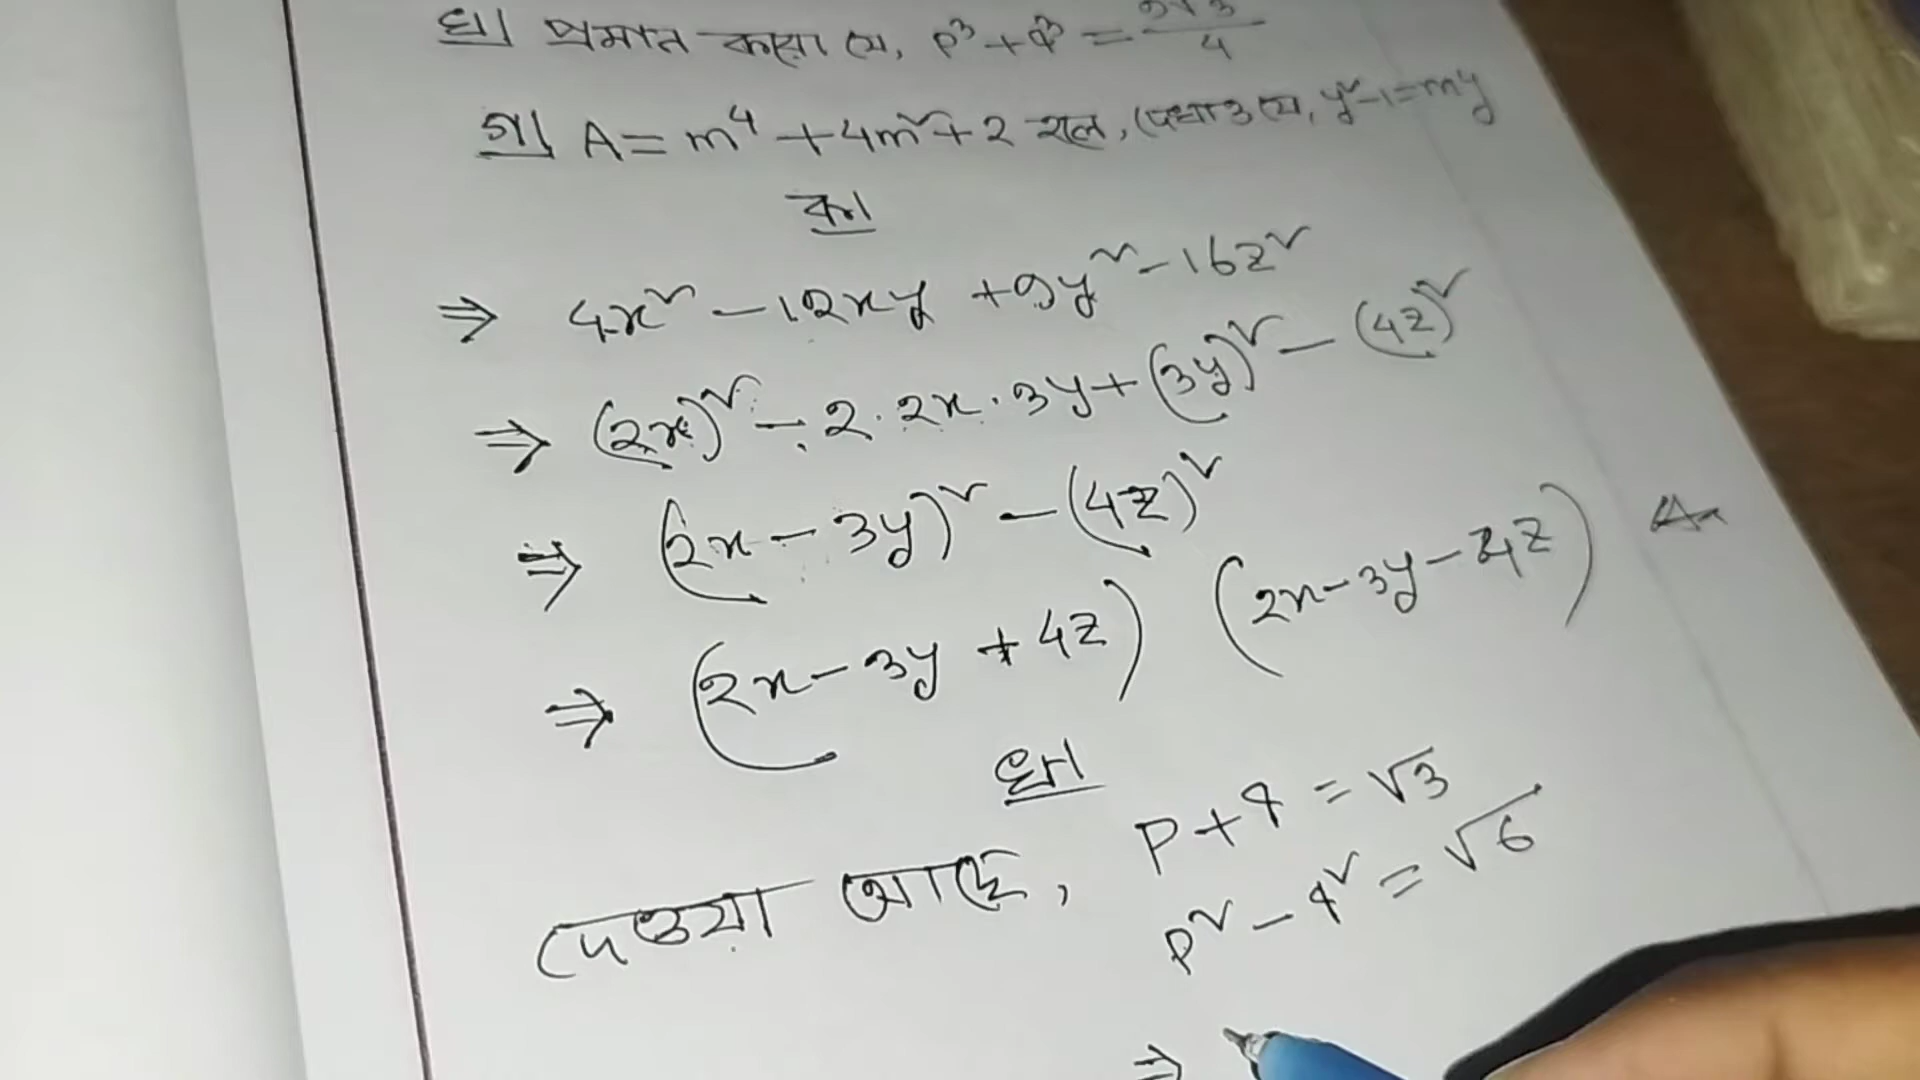 খ। প্রমান করো যে, p³+q³ = √3/4
গ। A = m⁴ + 4m² + 2 হলে, দেখাও যে, y²-1=my
ক।
⇒ 4x² - 12xy + 9y² - 16z²
⇒ (2x)² - 2·2x·3y + (3y)² - (4z)²
⇒ (2x - 3y)² - (4z)²
⇒ (2x - 3y + 4z) (2x - 3y - 4z) A
খ।
দেওয়া আছে, p + q = √3
p² - q² = √6
⇒